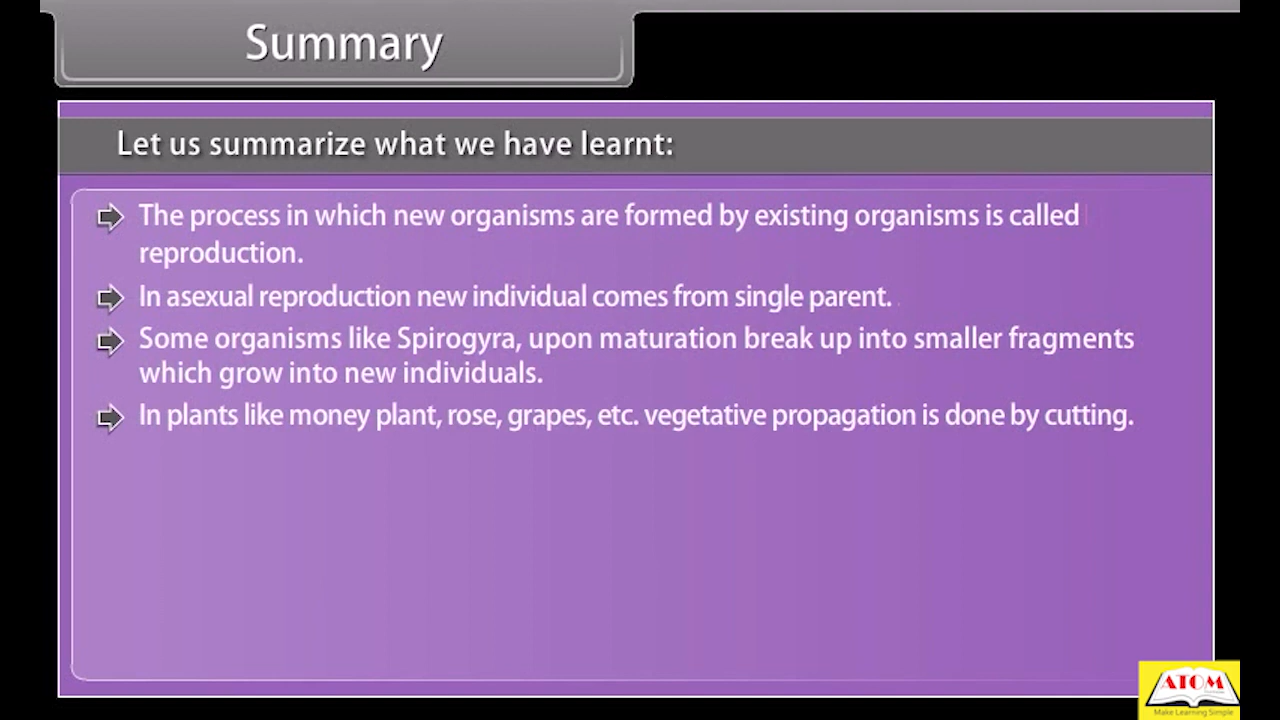 Summary
Let us summarize what we have learnt:
The process in which new organisms are formed by existing organisms is called
reproduction.
In asexual reproduction new individual comes from single parent.
Some organisms like Spirogyra, upon maturation break up into smaller fragments
which grow into new individuals.
In plants like money plant, rose, grapes, etc. vegetative propagation is done by cutting.
ATOM
Make Learning Simple